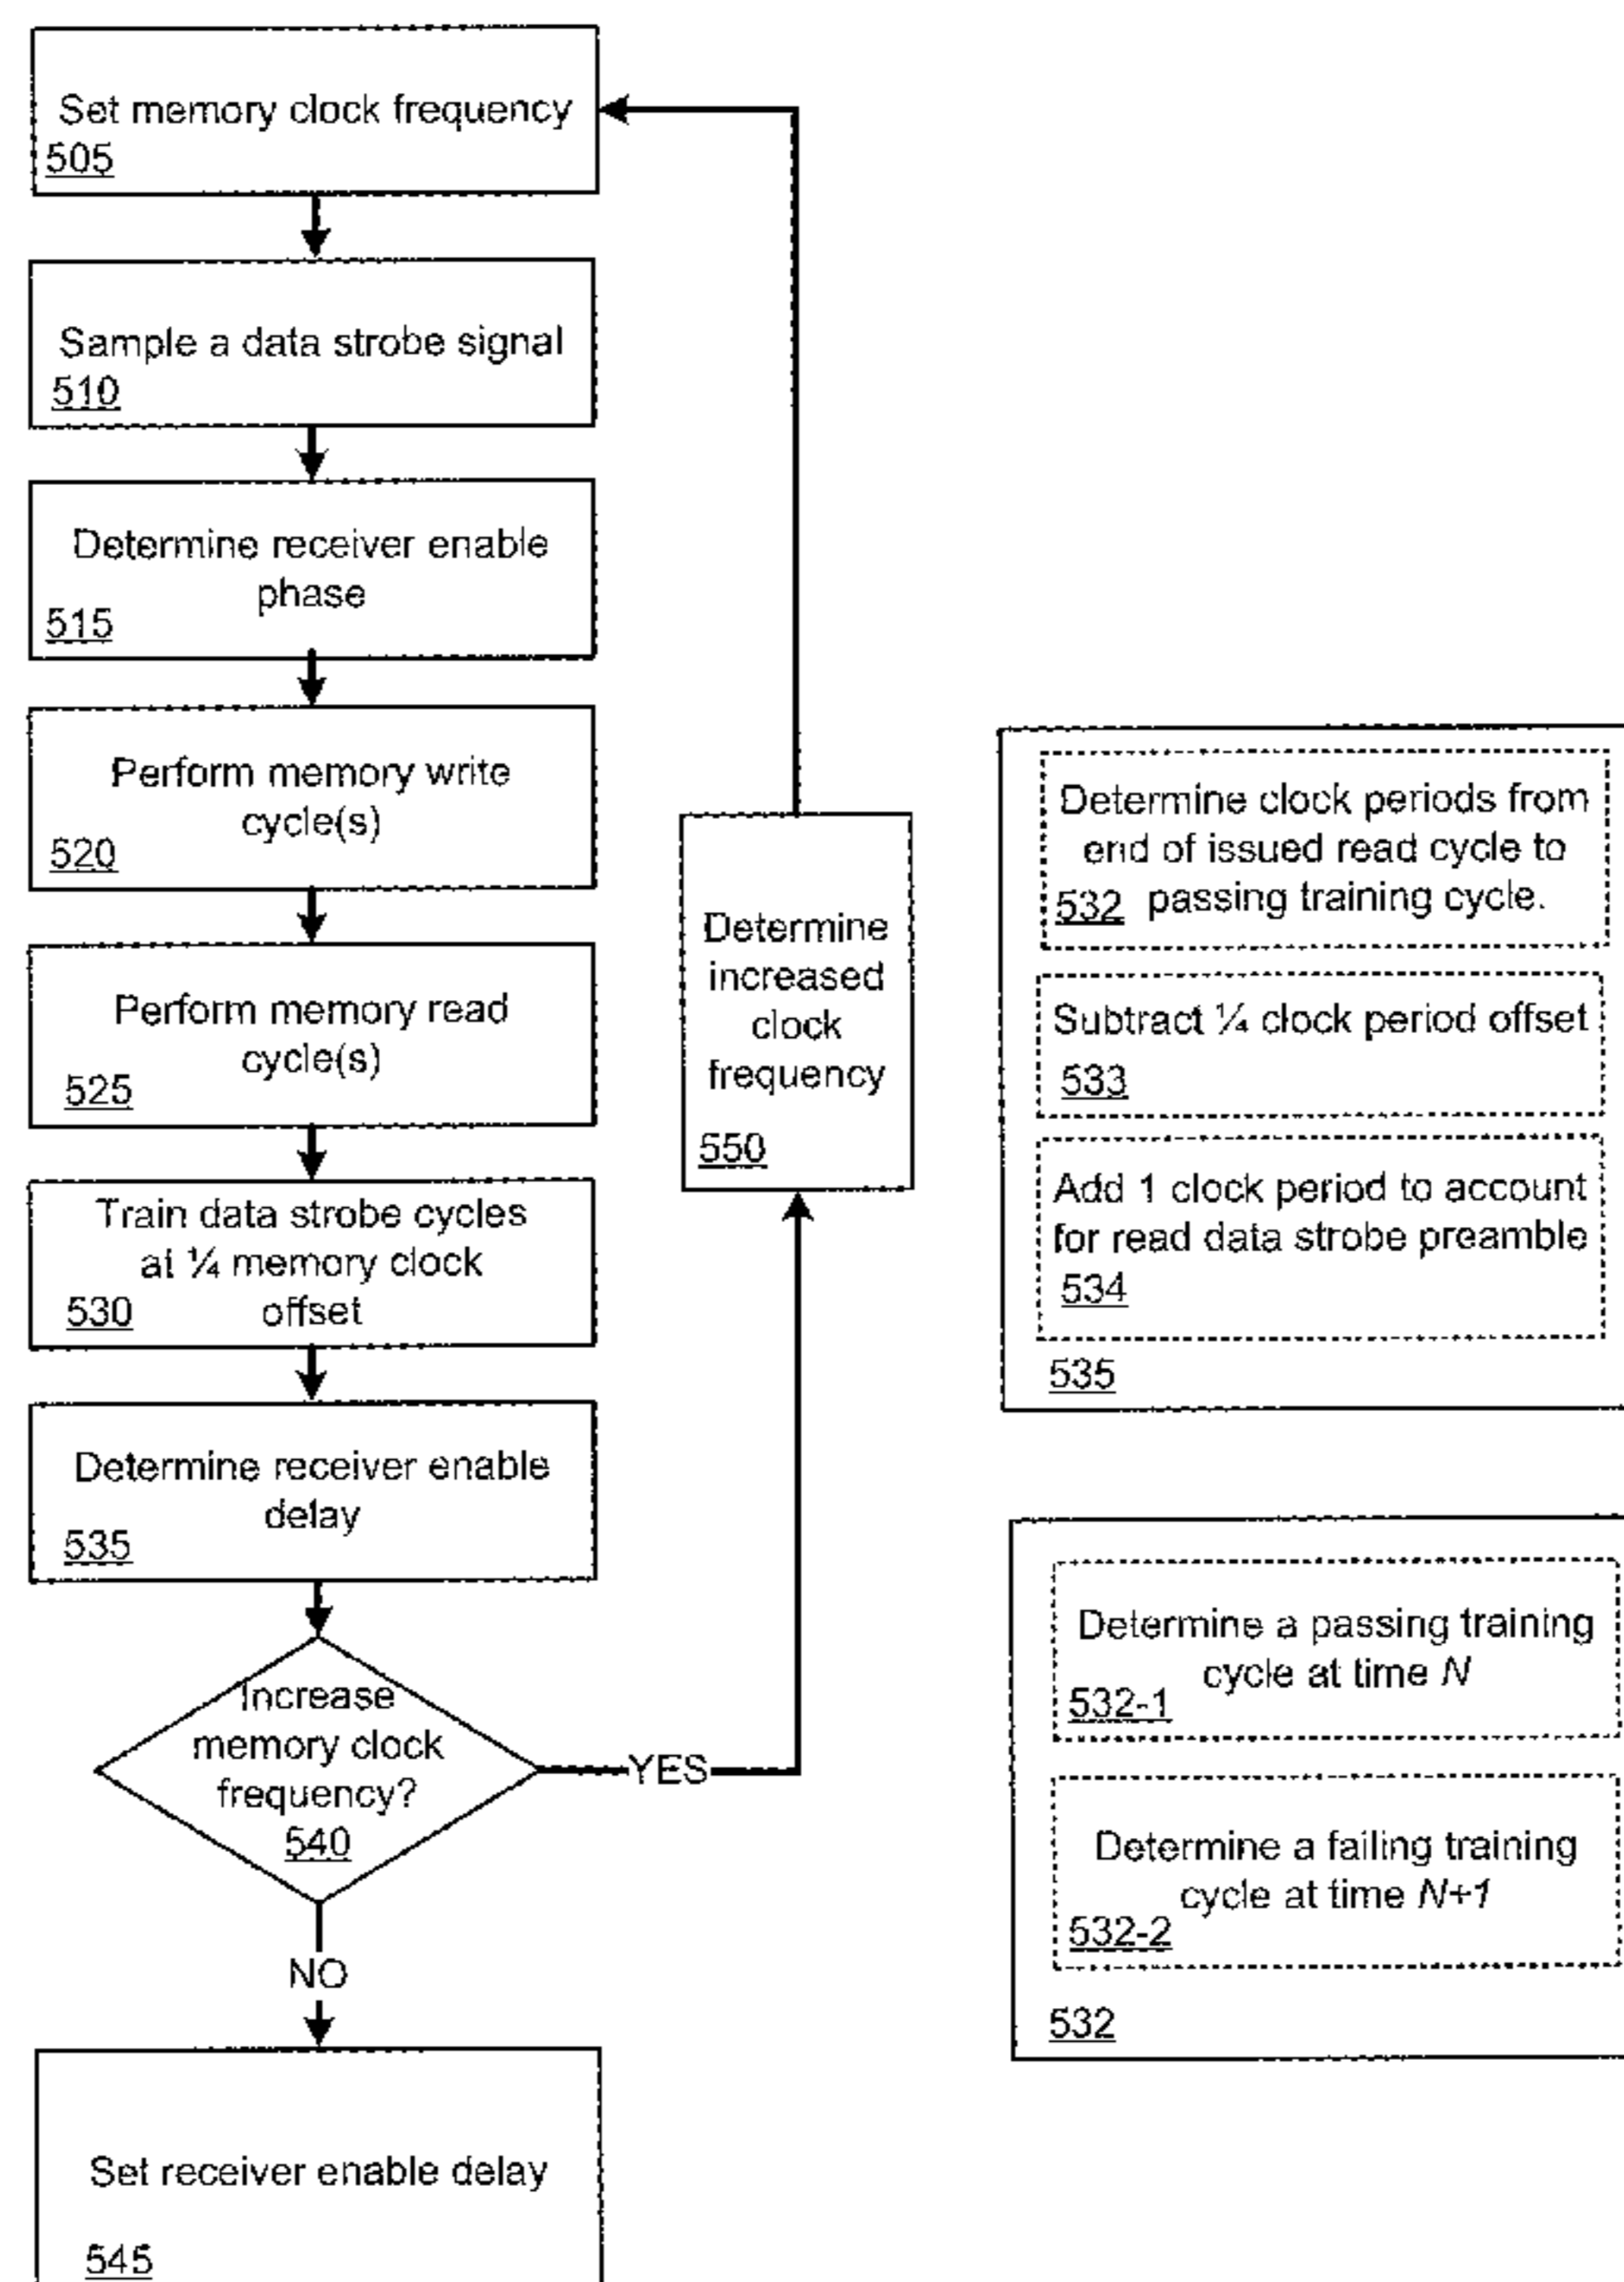 Set memory clock frequency
505
Sample a data strobe signal
510
Determine receiver enable
phase
515
Perform memory write
cycle(s)
520
Perform memory read
cycle(s)
525
Train data strobe cycles
at ¼ memory clock
offset
530
Determine receiver enable
delay
535
Increase
memory clock
frequency?
540
YES
NO
Set receiver enable delay
545
Determine
increased
clock
frequency
550
Determine clock periods from
end of issued read cycle to
532 passing training cycle.
Subtract ¼ clock period offset
533
Add 1 clock period to account
for read data strobe preamble
534
535
Determine a passing training
cycle at time N
532-1
Determine a failing training
cycle at time N+1
532-2
532